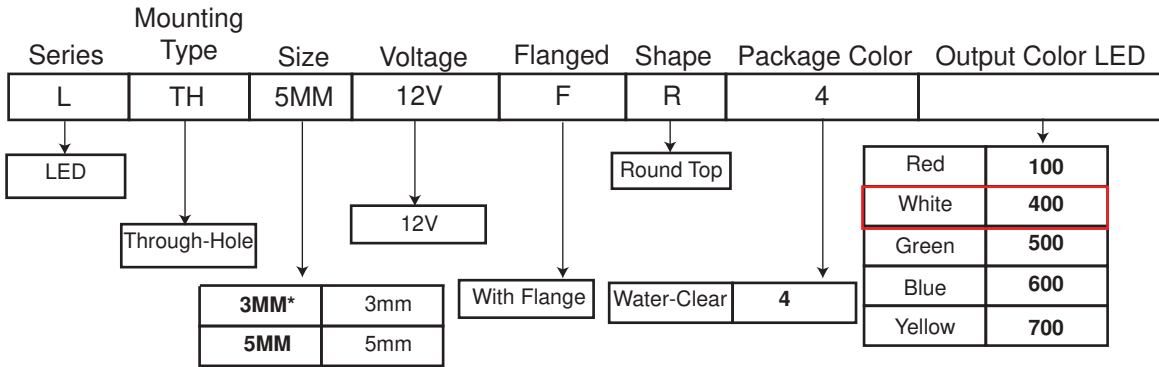 Series Mounting Type Size Voltage Flanged Shape Package Color Output Color LED
L TH 5MM 12V F R 4
LED
Through-Hole
3MM* 3mm
5MM 5mm
12V
With Flange
Round Top
Water-Clear 4
Red 100
White 400
Green 500
Blue 600
Yellow 700